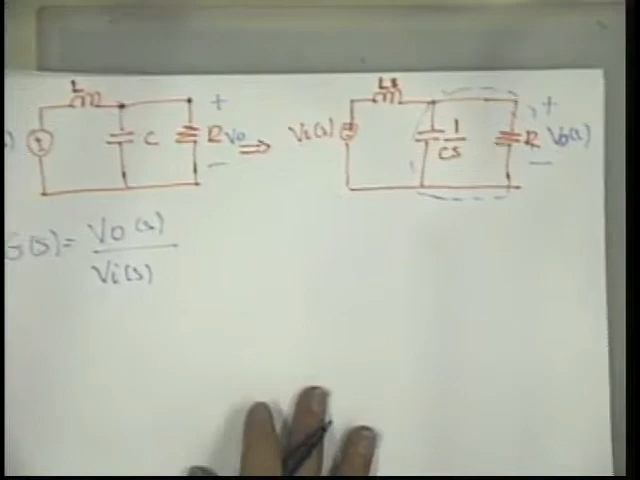 L
C
R
Vo
+
-
⇒
Ls
Vi(s)
1/Cs
R
Vo(s)
+
-
G(s) = Vo(s)
Vi(s)